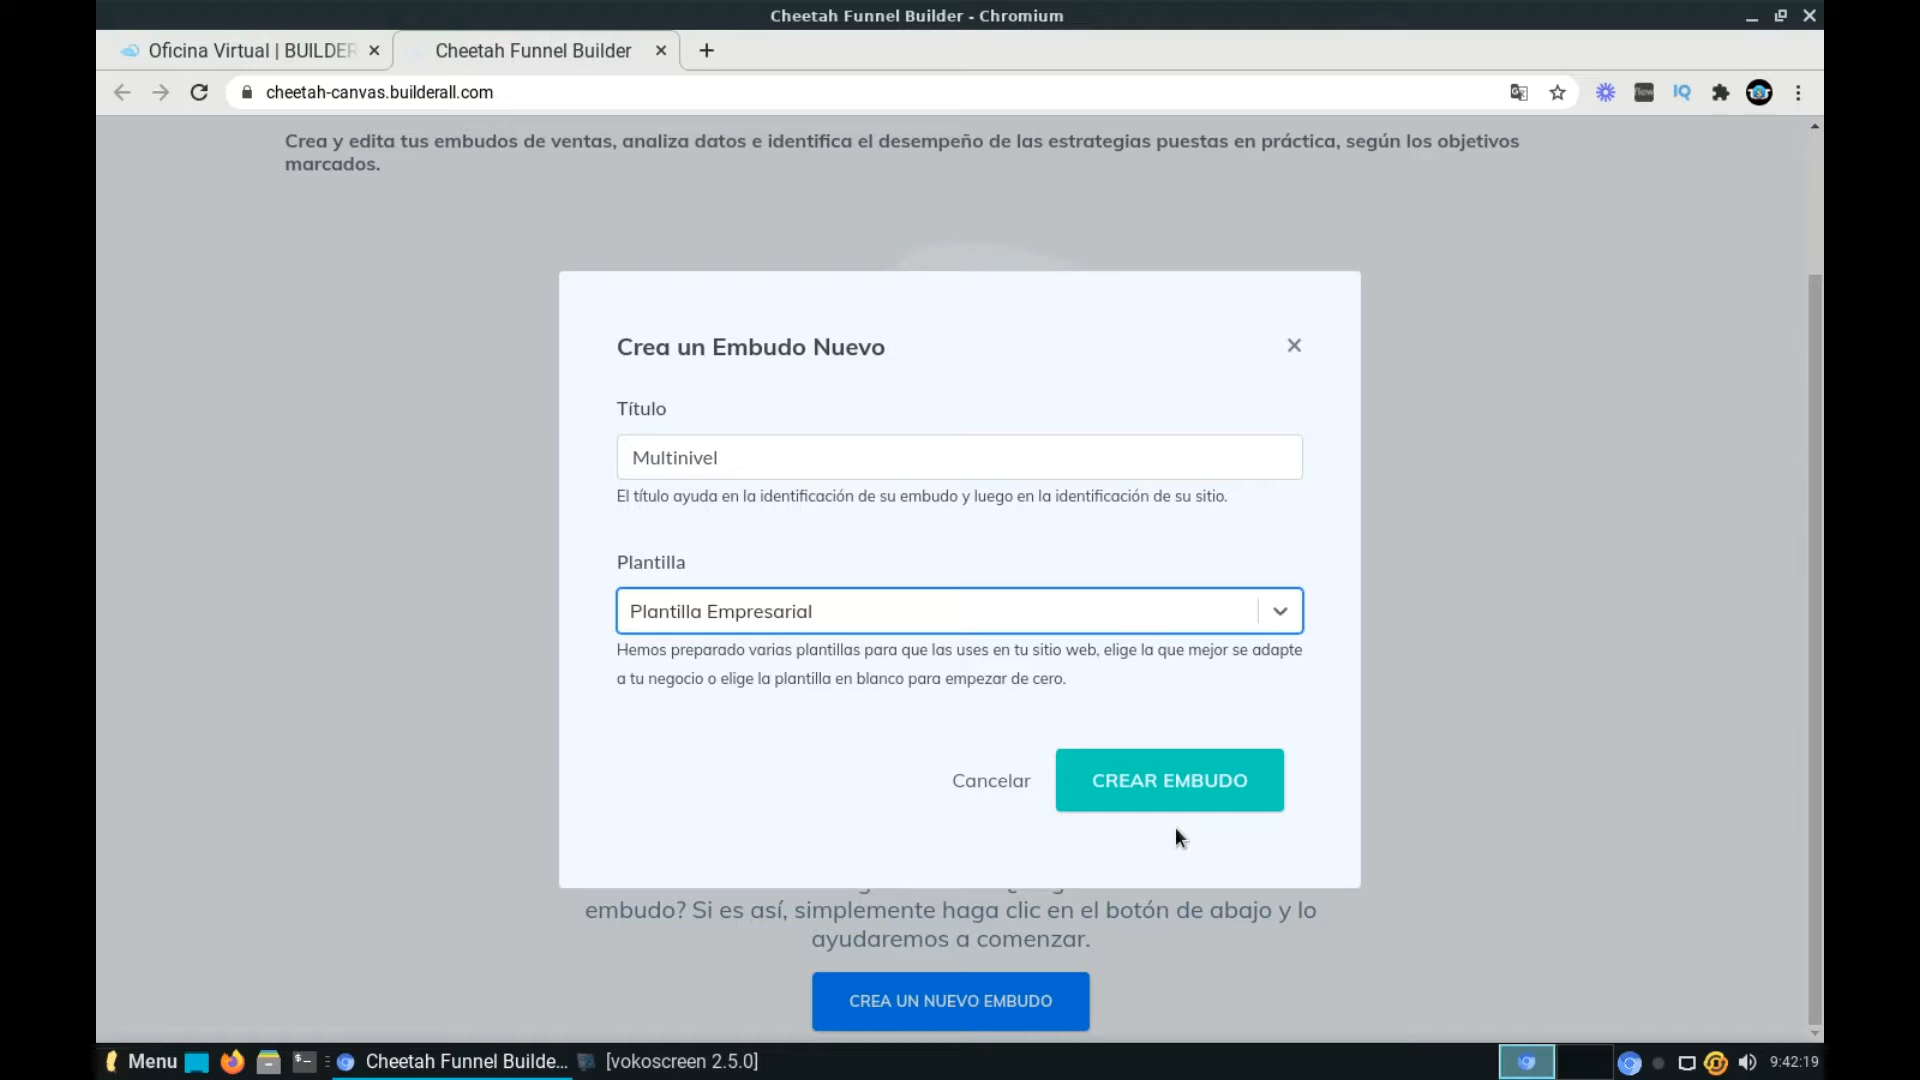 Cheetah Funnel Builder - Chromium
Oficina Virtual | BUILDER
Cheetah Funnel Builder
cheetah-canvas.builderall.com
Crea y edita tus embudos de ventas, analiza datos e identifica el desempeño de las estrategias puestas en práctica, según los objetivos
marcados.
Crea un Embudo Nuevo
Título
Multinivel
El título ayuda en la identificación de su embudo y luego en la identificación de su sitio.
Plantilla
Plantilla Empresarial
Hemos preparado varias plantillas para que las uses en tu sitio web, elige la que mejor se adapte
a tu negocio o elige la plantilla en blanco para empezar de cero.
Cancelar
CREAR EMBUDO
embudo? Si es así, simplemente haga clic en el botón de abajo y lo
ayudaremos a comenzar.
CREA UN NUEVO EMBUDO
Menu
Cheetah Funnel Builde...
[vokoscreen 2.5.0]
9:42:19